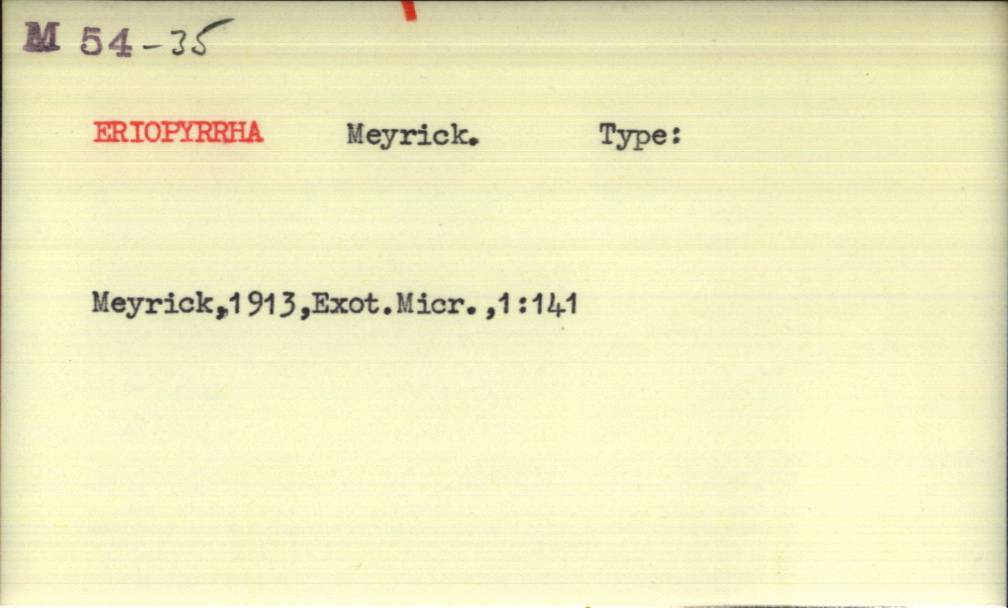 M 54-35
ERIOPYRRHA Meyrick. Type:
Meyrick,1913,Exot.Micr.,1:141